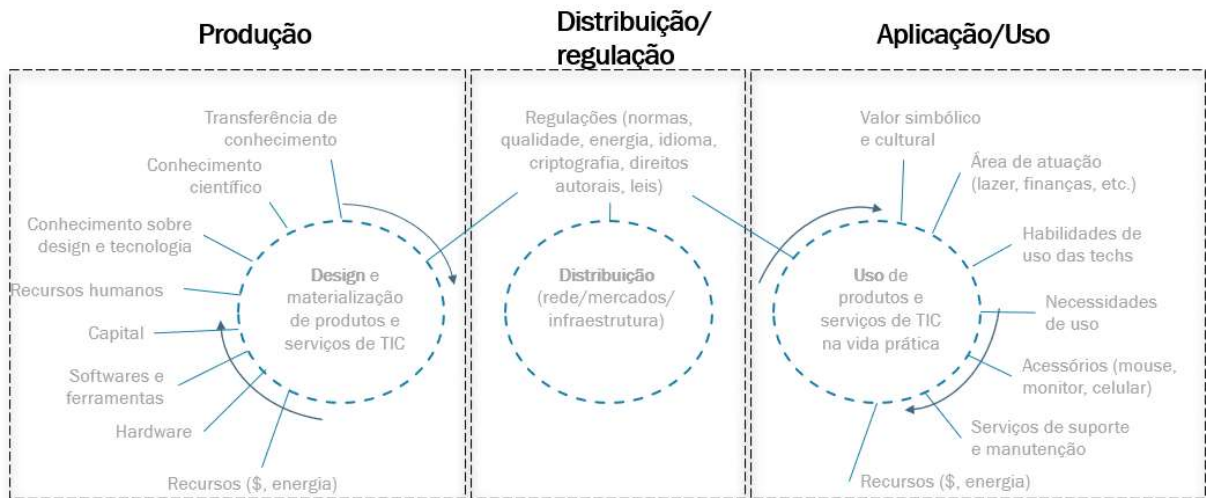 Produção
Distribuição/
regulação
Aplicação/Uso
Transferência de
conhecimento
Conhecimento
científico
Conhecimento sobre
design e tecnologia
Recursos humanos
Capital
Softwares e
ferramentas
Hardware
Recursos ($, energia)
Design e
materialização
de produtos e
serviços de TIC
Regulações (normas,
qualidade, energia, idioma,
criptografia, direitos
autorais, leis)
Distribuição
(rede/mercados/
infraestrutura)
Valor simbólico
e cultural
Área de atuação
(lazer, finanças, etc.)
Habilidades de
uso das techs
Necessidades
de uso
Acessórios (mouse,
monitor, celular)
Serviços de suporte
e manutenção
Recursos ($, energia)
Uso de
produtos e
serviços de TIC
na vida prática